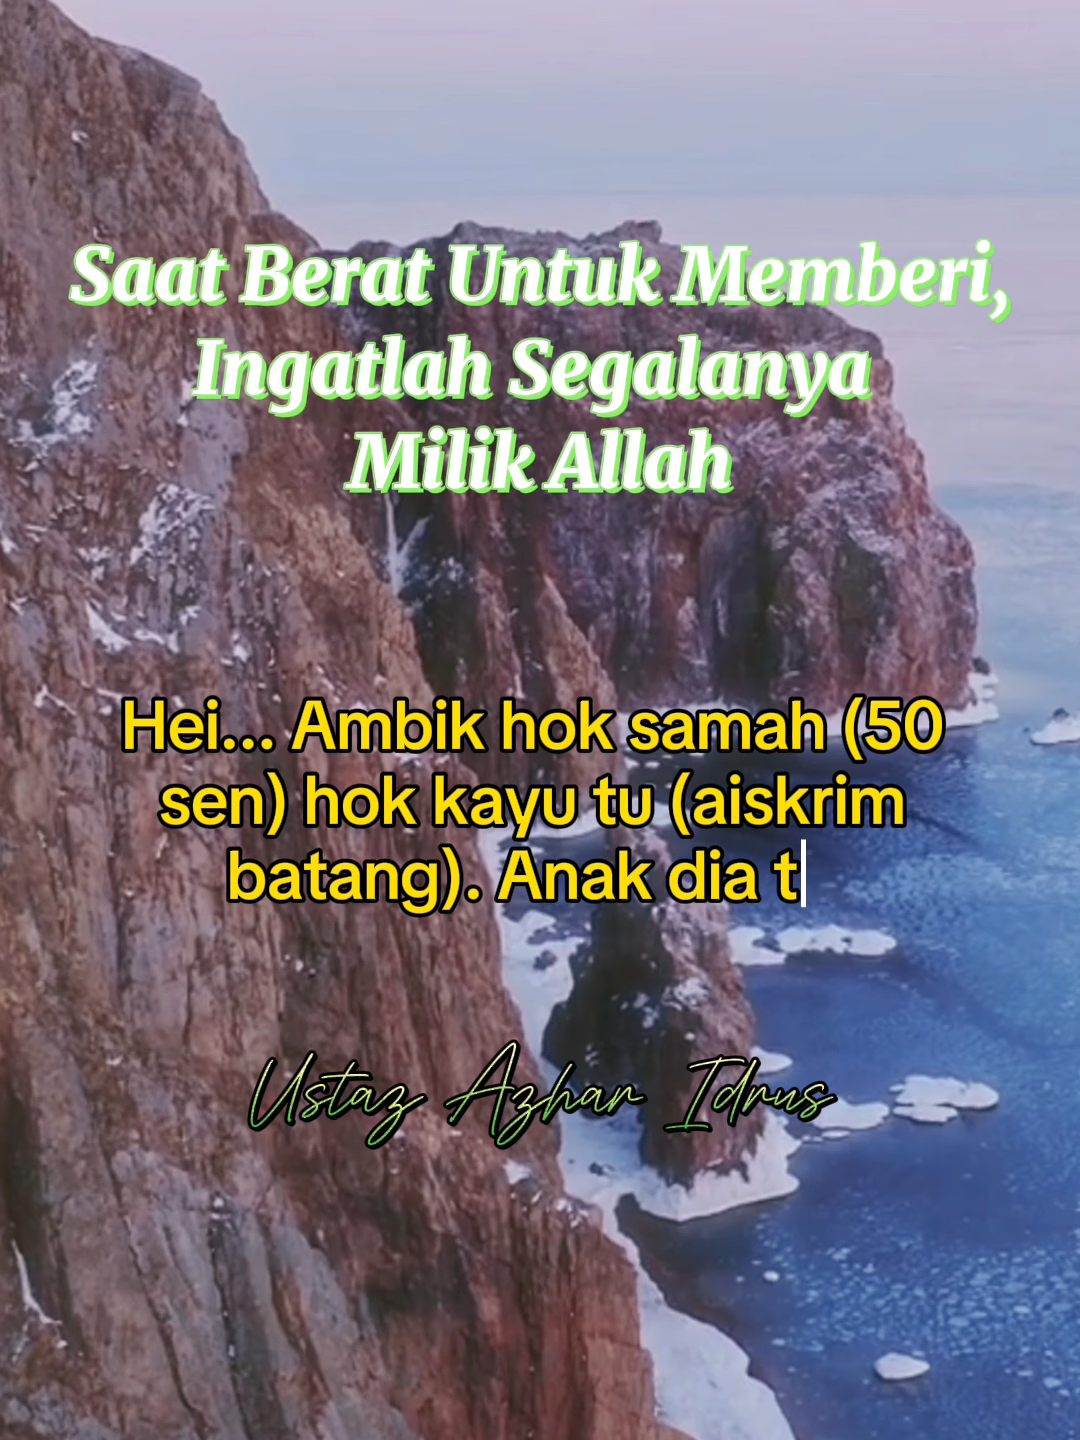 Saat Berat Untuk Memberi,
Ingatlah Segalanya
Milik Allah
Hei... Ambik hok samah (50
sen) hok kayu tu (aiskrim
batang). Anak dia t
Ustaz Azhar Idrus